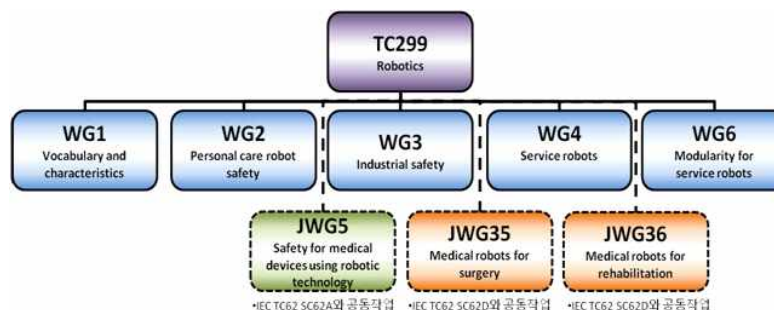 TC299
Robotics
WG1
Vocabulary and
characteristics
WG2
Personal care robot
safety
WG3
Industrial safety
WG4
Service robots
WG6
Modularity for
service robots
JWG5
Safety for medical
devices using robotic
technology
JWG35
Medical robots for
surgery
JWG36
Medical robots for
rehabilitation
•IEC TC62 SC62A와 공동작업
•IEC TC62 SC62D와 공동작업
•IEC TC62 SC62D와 공동작업